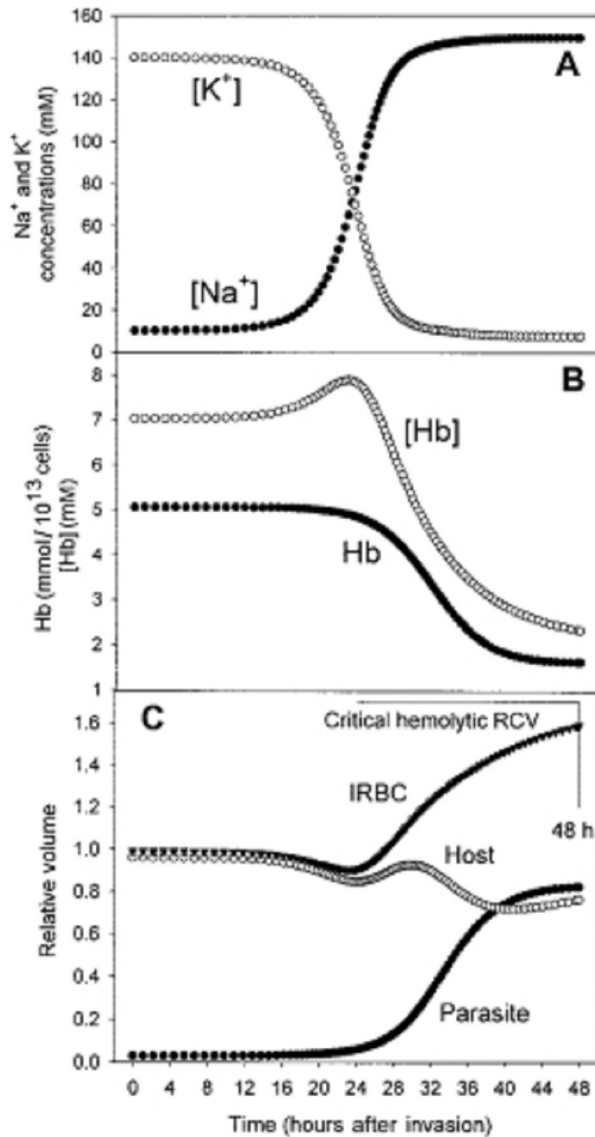 A
160
140
120
100
80
60
40
20
0
Na⁺ and K⁺
concentrations (mM)
[K⁺]
[Na⁺]
B
8
7
6
5
4
3
2
1
Hb (mmol/10¹³ cells)
[Hb] (mM)
[Hb]
Hb
C
1.6
1.4
1.2
1.0
0.8
0.6
0.4
0.2
0.0
Relative volume
Critical hemolytic RCV
IRBC
48 h
Host
Parasite
0 4 8 12 16 20 24 28 32 36 40 44 48
Time (hours after invasion)